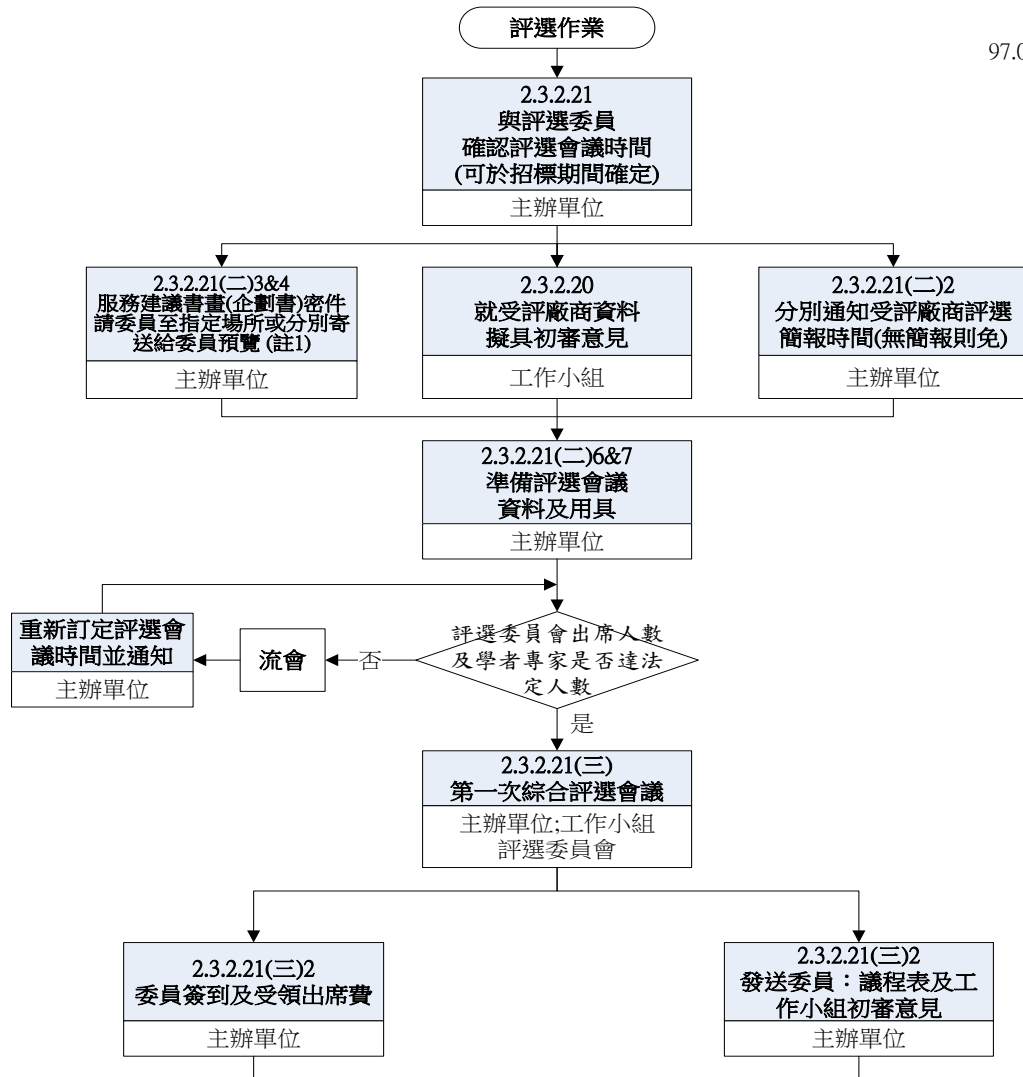 評選作業
97.0
2.3.2.21
與評選委員
確認評選會議時間
(可於招標期間確定)
主辦單位
2.3.2.21(二)3&4
服務建議書畫(企劃書)密件
請委員至指定場所或分別寄
送給委員預覽 (註1)
主辦單位
2.3.2.20
就受評廠商資料
擬具初審意見
工作小組
2.3.2.21(二)2
分別通知受評廠商評選
簡報時間(無簡報則免)
主辦單位
2.3.2.21(二)6&7
準備評選會議
資料及用具
主辦單位
評選委員會出席人數
及學者專家是否達法
定人數
否
流會
重新訂定評選會
議時間並通知
主辦單位
是
2.3.2.21(三)
第一次綜合評選會議
主辦單位;工作小組
評選委員會
2.3.2.21(三)2
委員簽到及受領出席費
主辦單位
2.3.2.21(三)2
發送委員：議程表及工
作小組初審意見
主辦單位